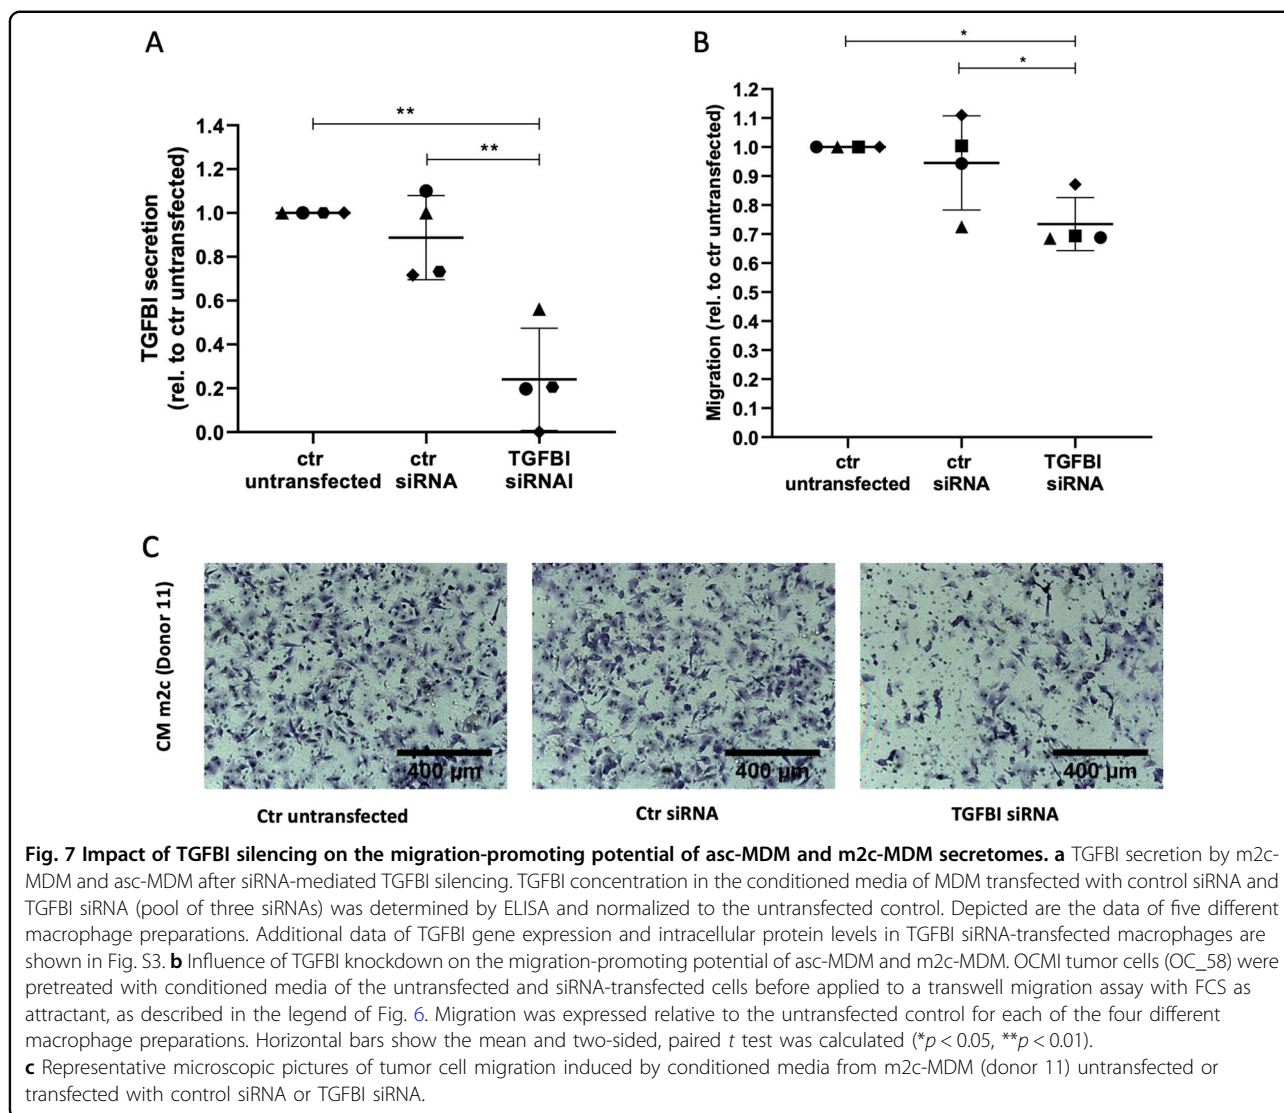 A
B
**
**
*
*
TGFBI secretion
(rel. to ctr untransfected)
1.4
1.2
1.0
0.8
0.6
0.4
0.2
0.0
ctr
untransfected
ctr
siRNA
TGFBI
siRNAI
Migration (rel. to ctr untransfected)
1.2
1.1
1.0
0.9
0.8
0.7
0.6
0.5
0.4
0.3
0.2
0.1
0.0
ctr
untransfected
ctr
siRNA
TGFBI
siRNA
C
CM m2c (Donor 11)
400 µm
400 µm
400 µm
Ctr untransfected
Ctr siRNA
TGFBI siRNA
Fig. 7 Impact of TGFBI silencing on the migration-promoting potential of asc-MDM and m2c-MDM secretomes. a TGFBI secretion by m2c-
MDM and asc-MDM after siRNA-mediated TGFBI silencing. TGFBI concentration in the conditioned media of MDM transfected with control siRNA and
TGFBI siRNA (pool of three siRNAs) was determined by ELISA and normalized to the untransfected control. Depicted are the data of five different
macrophage preparations. Additional data of TGFBI gene expression and intracellular protein levels in TGFBI siRNA-transfected macrophages are
shown in Fig. S3. b Influence of TGFBI knockdown on the migration-promoting potential of asc-MDM and m2c-MDM. OCMI tumor cells (OC_58) were
pretreated with conditioned media of the untransfected and siRNA-transfected cells before applied to a transwell migration assay with FCS as
attractant, as described in the legend of Fig. 6. Migration was expressed relative to the untransfected control for each of the four different
macrophage preparations. Horizontal bars show the mean and two-sided, paired t test was calculated (*p < 0.05, **p < 0.01).
c Representative microscopic pictures of tumor cell migration induced by conditioned media from m2c-MDM (donor 11) untransfected or
transfected with control siRNA or TGFBI siRNA.